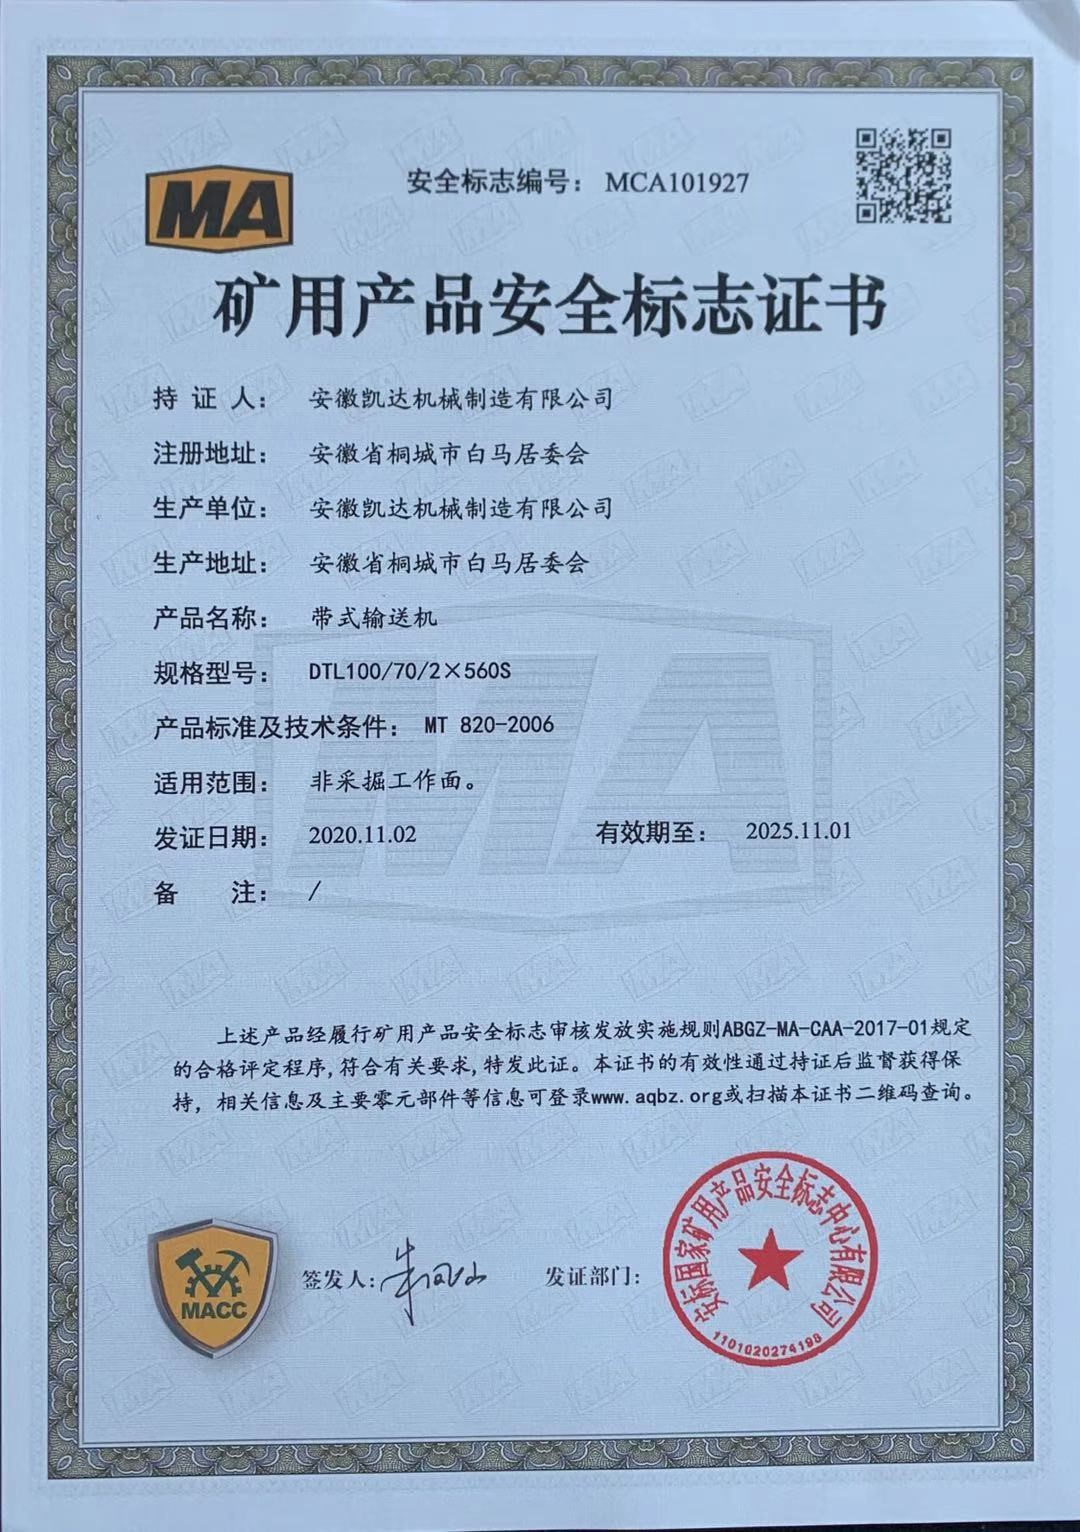 MA
安全标志编号： MCA101927
矿用产品安全标志证书
持 证 人： 安徽凯达机械制造有限公司
注册地址： 安徽省桐城市白马居委会
生产单位： 安徽凯达机械制造有限公司
生产地址： 安徽省桐城市白马居委会
产品名称： 带式输送机
规格型号： DTL100/70/2×560S
产品标准及技术条件： MT 820-2006
适用范围： 非采掘工作面。
发证日期： 2020.11.02 有效期至： 2025.11.01
备 注： /
上述产品经履行矿用产品安全标志审核发放实施规则ABGZ-MA-CAA-2017-01规定
的合格评定程序,符合有关要求,特发此证。本证书的有效性通过持证后监督获得保
持，相关信息及主要零元部件等信息可登录www.aqbz.org或扫描本证书二维码查询。
MACC
签发人: 发证部门:
安标国家矿用产品安全标志中心有限公司
1101020274198